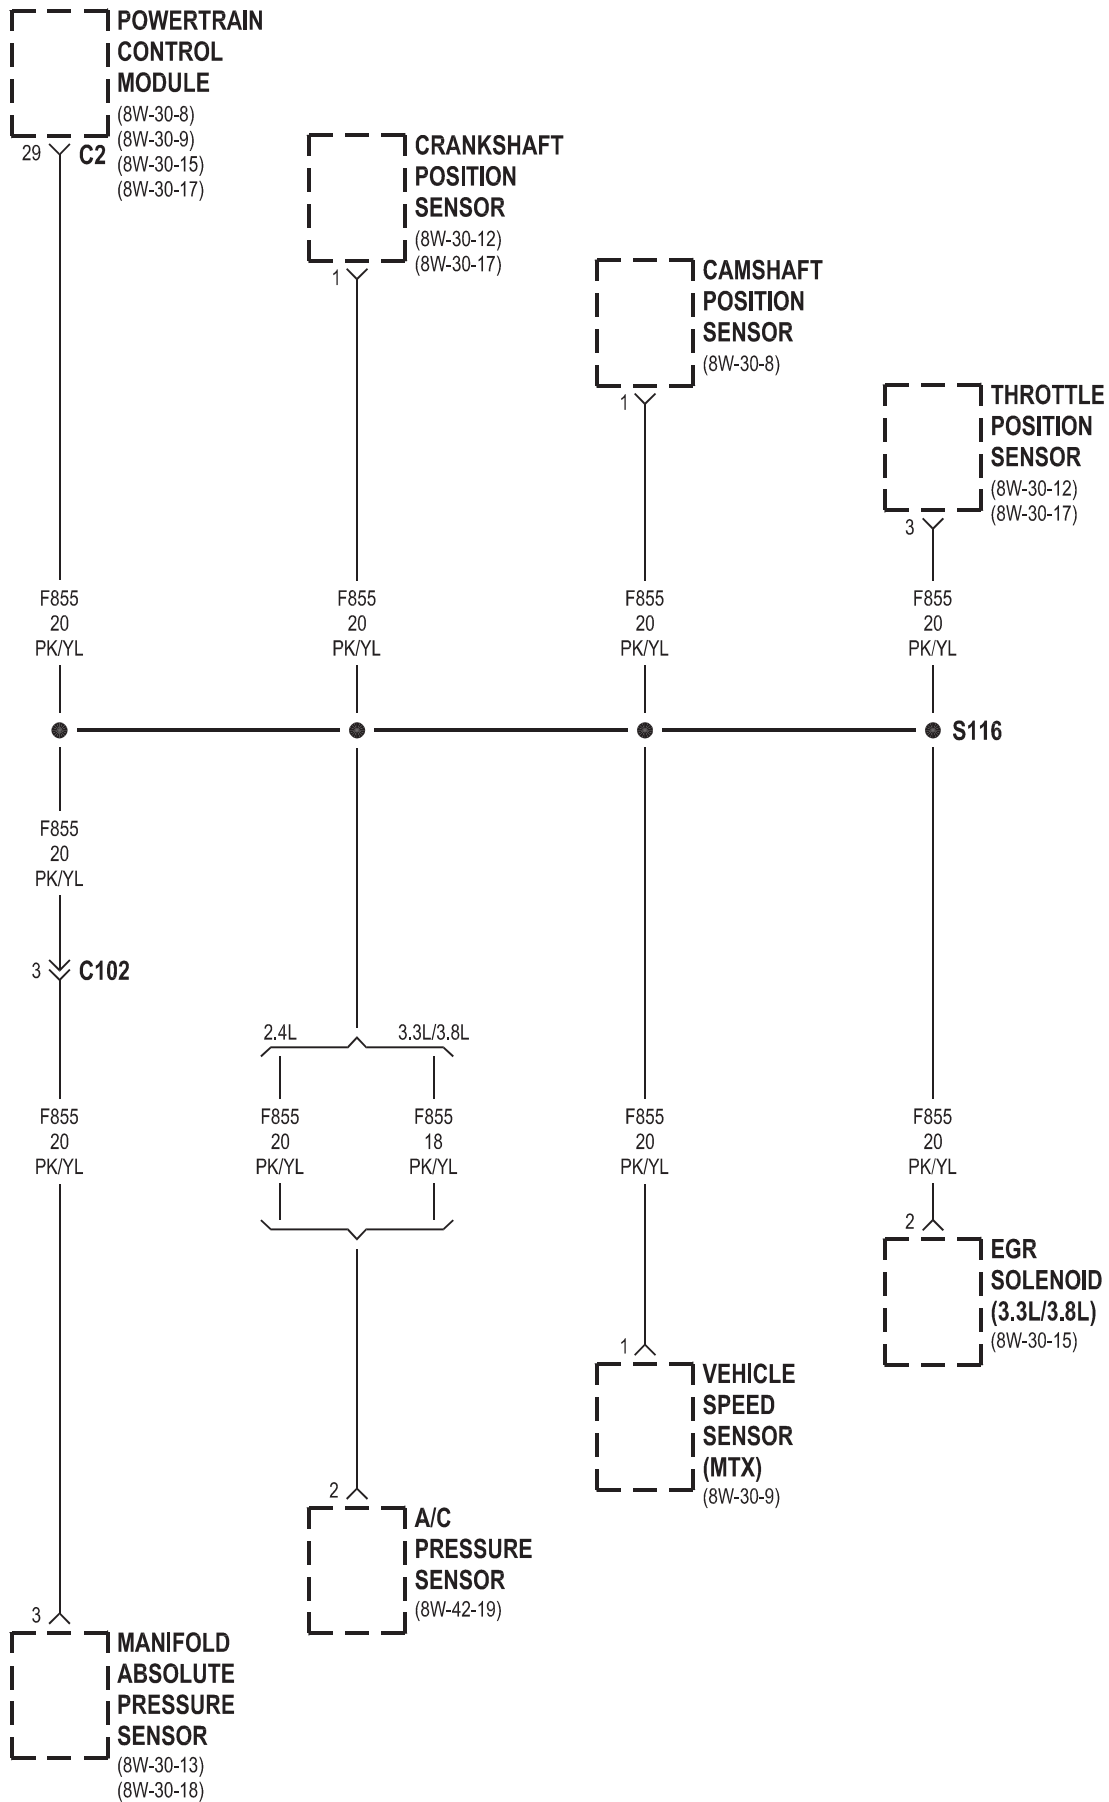 POWERTRAIN
CONTROL
MODULE
(8W-30-8)
(8W-30-9)
(8W-30-15)
(8W-30-17)
29
C2
CRANKSHAFT
POSITION
SENSOR
(8W-30-12)
(8W-30-17)
1
CAMSHAFT
POSITION
SENSOR
(8W-30-8)
1
THROTTLE
POSITION
SENSOR
(8W-30-12)
(8W-30-17)
3
F855
20
PK/YL
F855
20
PK/YL
F855
20
PK/YL
F855
20
PK/YL
S116
F855
20
PK/YL
3
C102
2.4L
3.3L/3.8L
F855
20
PK/YL
F855
20
PK/YL
F855
18
PK/YL
F855
20
PK/YL
F855
20
PK/YL
2
EGR
SOLENOID
(3.3L/3.8L)
(8W-30-15)
1
VEHICLE
SPEED
SENSOR
(MTX)
(8W-30-9)
2
A/C
PRESSURE
SENSOR
(8W-42-19)
3
MANIFOLD
ABSOLUTE
PRESSURE
SENSOR
(8W-30-13)
(8W-30-18)